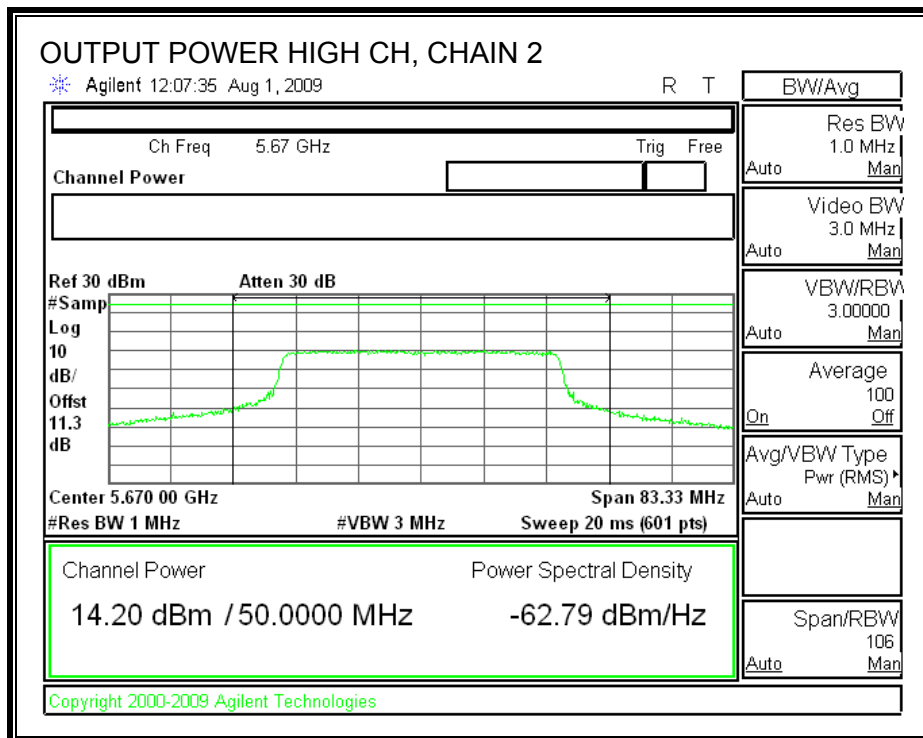 OUTPUT POWER HIGH CH, CHAIN 2
Agilent 12:07:35 Aug 1, 2009 R T
BW/Avg
Ch Freq 5.67 GHz Trig Free
Channel Power
Res BW
1.0 MHz
Auto Man
Video BW
3.0 MHz
Auto Man
VBW/RBW
3.00000
Auto Man
Average
100
On Off
Avg/VBW Type
Pwr (RMS)
Auto Man
Span/RBW
106
Auto Man
Ref 30 dBm Atten 30 dB
#Samp
Log
10
dB/
Offst
11.3
dB
Center 5.670 00 GHz Span 83.33 MHz
#Res BW 1 MHz #VBW 3 MHz Sweep 20 ms (601 pts)
Channel Power Power Spectral Density
14.20 dBm / 50.0000 MHz -62.79 dBm/Hz
Copyright 2000-2009 Agilent Technologies